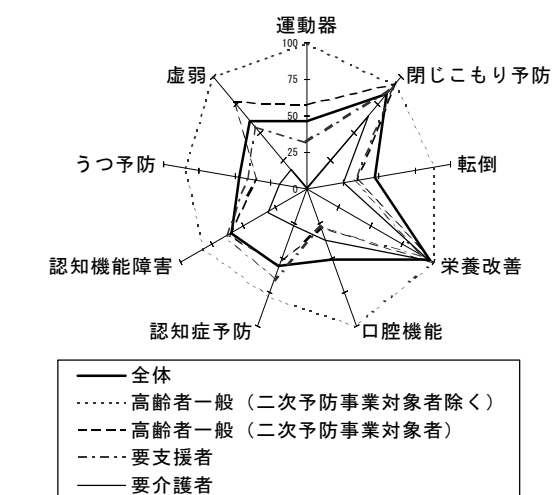 運動器
100
虚弱
閉じこもり予防
75
50
25
0
うつ予防
転倒
認知機能障害
栄養改善
認知症予防
口腔機能
全体
高齢者一般（二次予防事業対象者除く）
高齢者一般（二次予防事業対象者）
要支援者
要介護者